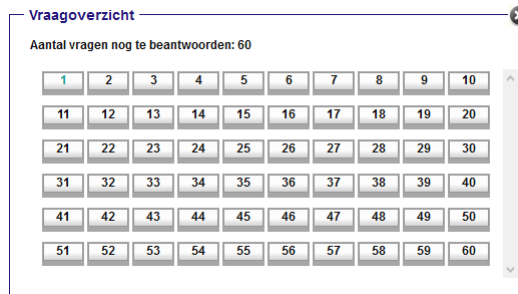 Vraagoverzicht
Aantal vragen nog te beantwoorden: 60
1 2 3 4 5 6 7 8 9 10
11 12 13 14 15 16 17 18 19 20
21 22 23 24 25 26 27 28 29 30
31 32 33 34 35 36 37 38 39 40
41 42 43 44 45 46 47 48 49 50
51 52 53 54 55 56 57 58 59 60